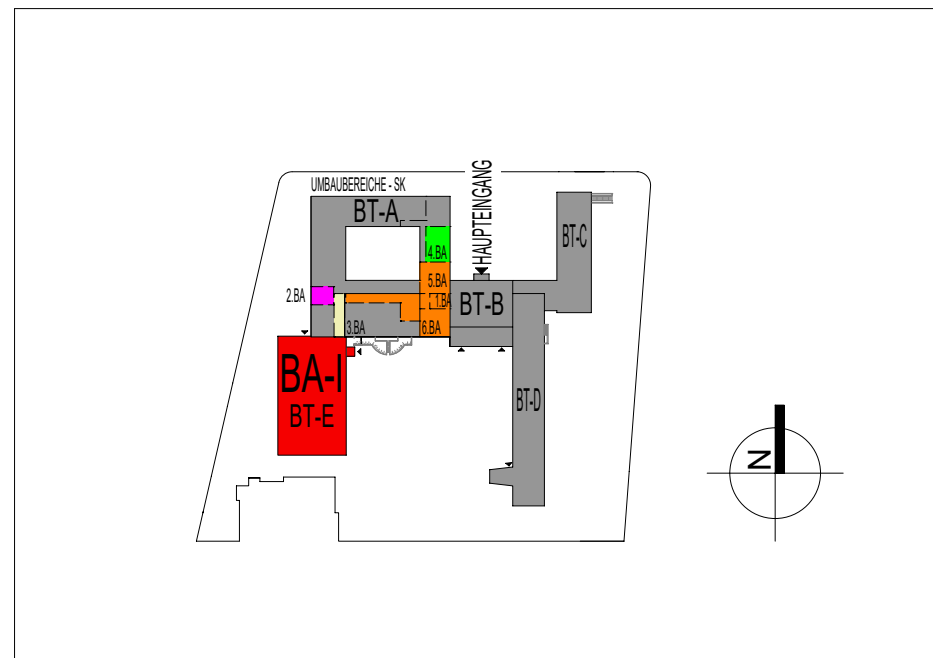 UMBAUBEREICHE - SK
HAUPTEINGANG
BT-A
BT-C
4.BA
5.BA
2.BA
1.BA
BT-B
3.BA
6.BA
BA-I
BT-E
BT-D
N